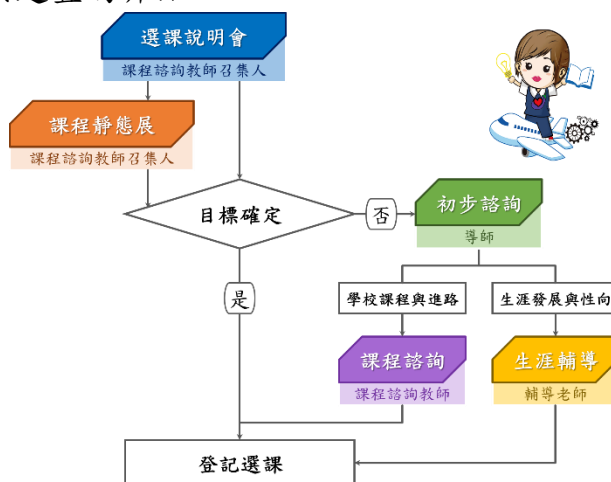 選課說明會
課程諮詢教師召集人
課程靜態展
課程諮詢教師召集人
目標確定
否
初步諮詢
導師
是
學校課程與進路
生涯發展與性向
課程諮詢
課程諮詢教師
生涯輔導
輔導老師
登記選課